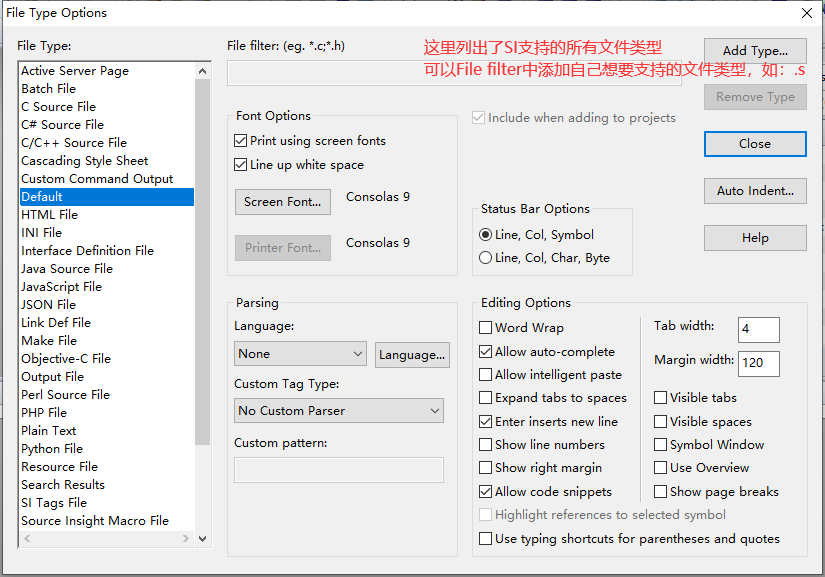 File Type Options
File Type:
Active Server Page
Batch File
C Source File
C# Source File
C/C++ Source File
Cascading Style Sheet
Custom Command Output
Default
HTML File
INI File
Interface Definition File
Java Source File
JavaScript File
JSON File
Link Def File
Make File
Objective-C File
Output File
Perl Source File
PHP File
Plain Text
Python File
Resource File
Search Results
SI Tags File
Source Insight Macro File
File filter: (eg. *.c;*.h)
这里列出了SI支持的所有文件类型
可以File filter中添加自己想要支持的文件类型，如：.s
Add Type...
Remove Type
Close
Auto Indent...
Help
Font Options
Print using screen fonts
Line up white space
Screen Font...
Consolas 9
Printer Font...
Consolas 9
Include when adding to projects
Status Bar Options
Line, Col, Symbol
Line, Col, Char, Byte
Parsing
Language:
None
Language...
Custom Tag Type:
No Custom Parser
Custom pattern:
Editing Options
Word Wrap
Allow auto-complete
Allow intelligent paste
Expand tabs to spaces
Enter inserts new line
Show line numbers
Show right margin
Allow code snippets
Highlight references to selected symbol
Use typing shortcuts for parentheses and quotes
Tab width:
4
Margin width:
120
Visible tabs
Visible spaces
Symbol Window
Use Overview
Show page breaks